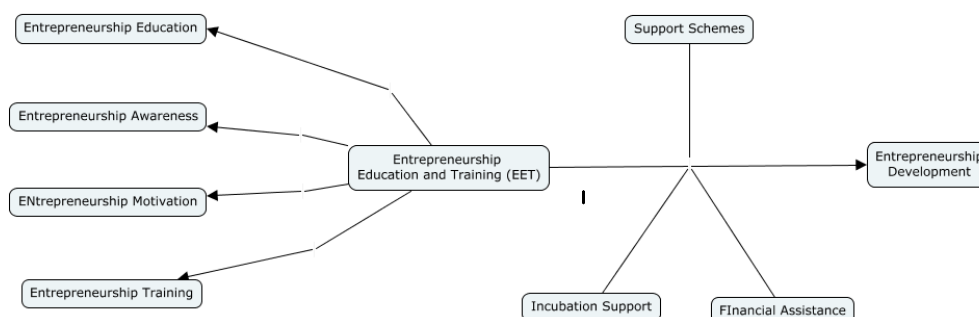 Entrepreneurship Education
Support Schemes
Entrepreneurship Awareness
Entrepreneurship
Education and Training (EET)
Entrepreneurship
Development
ENtrepreneurship Motivation
Entrepreneurship Training
Incubation Support
FInancial Assistance